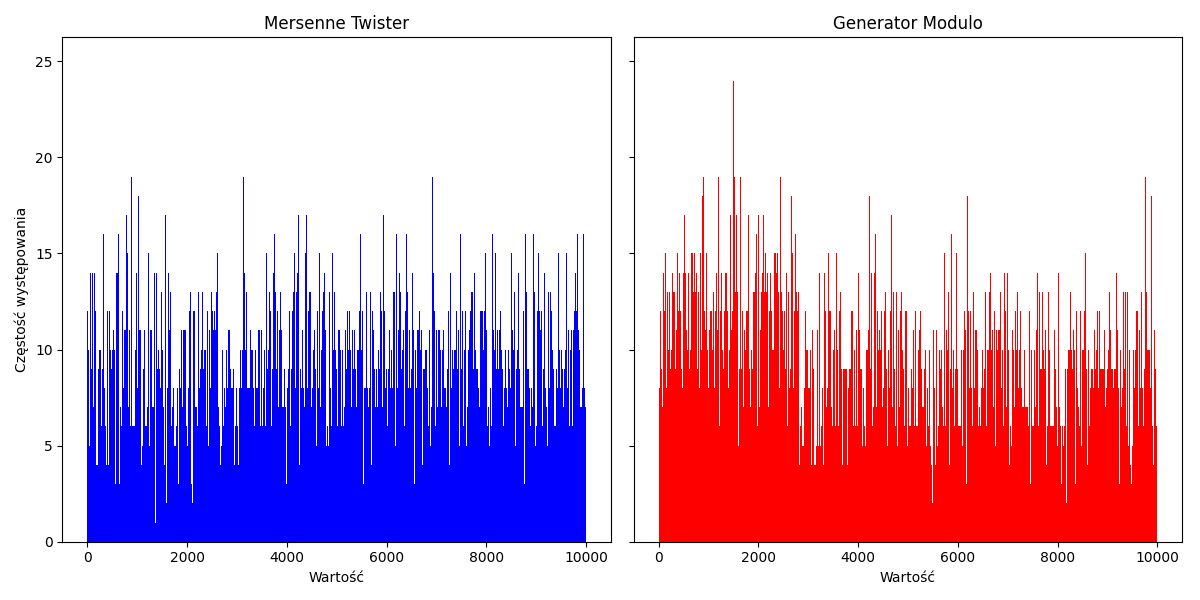 Mersenne Twister
Generator Modulo
Częstość występowania
25
20
15
10
5
0
0 2000 4000 6000 8000 10000
0 2000 4000 6000 8000 10000
Wartość
Wartość